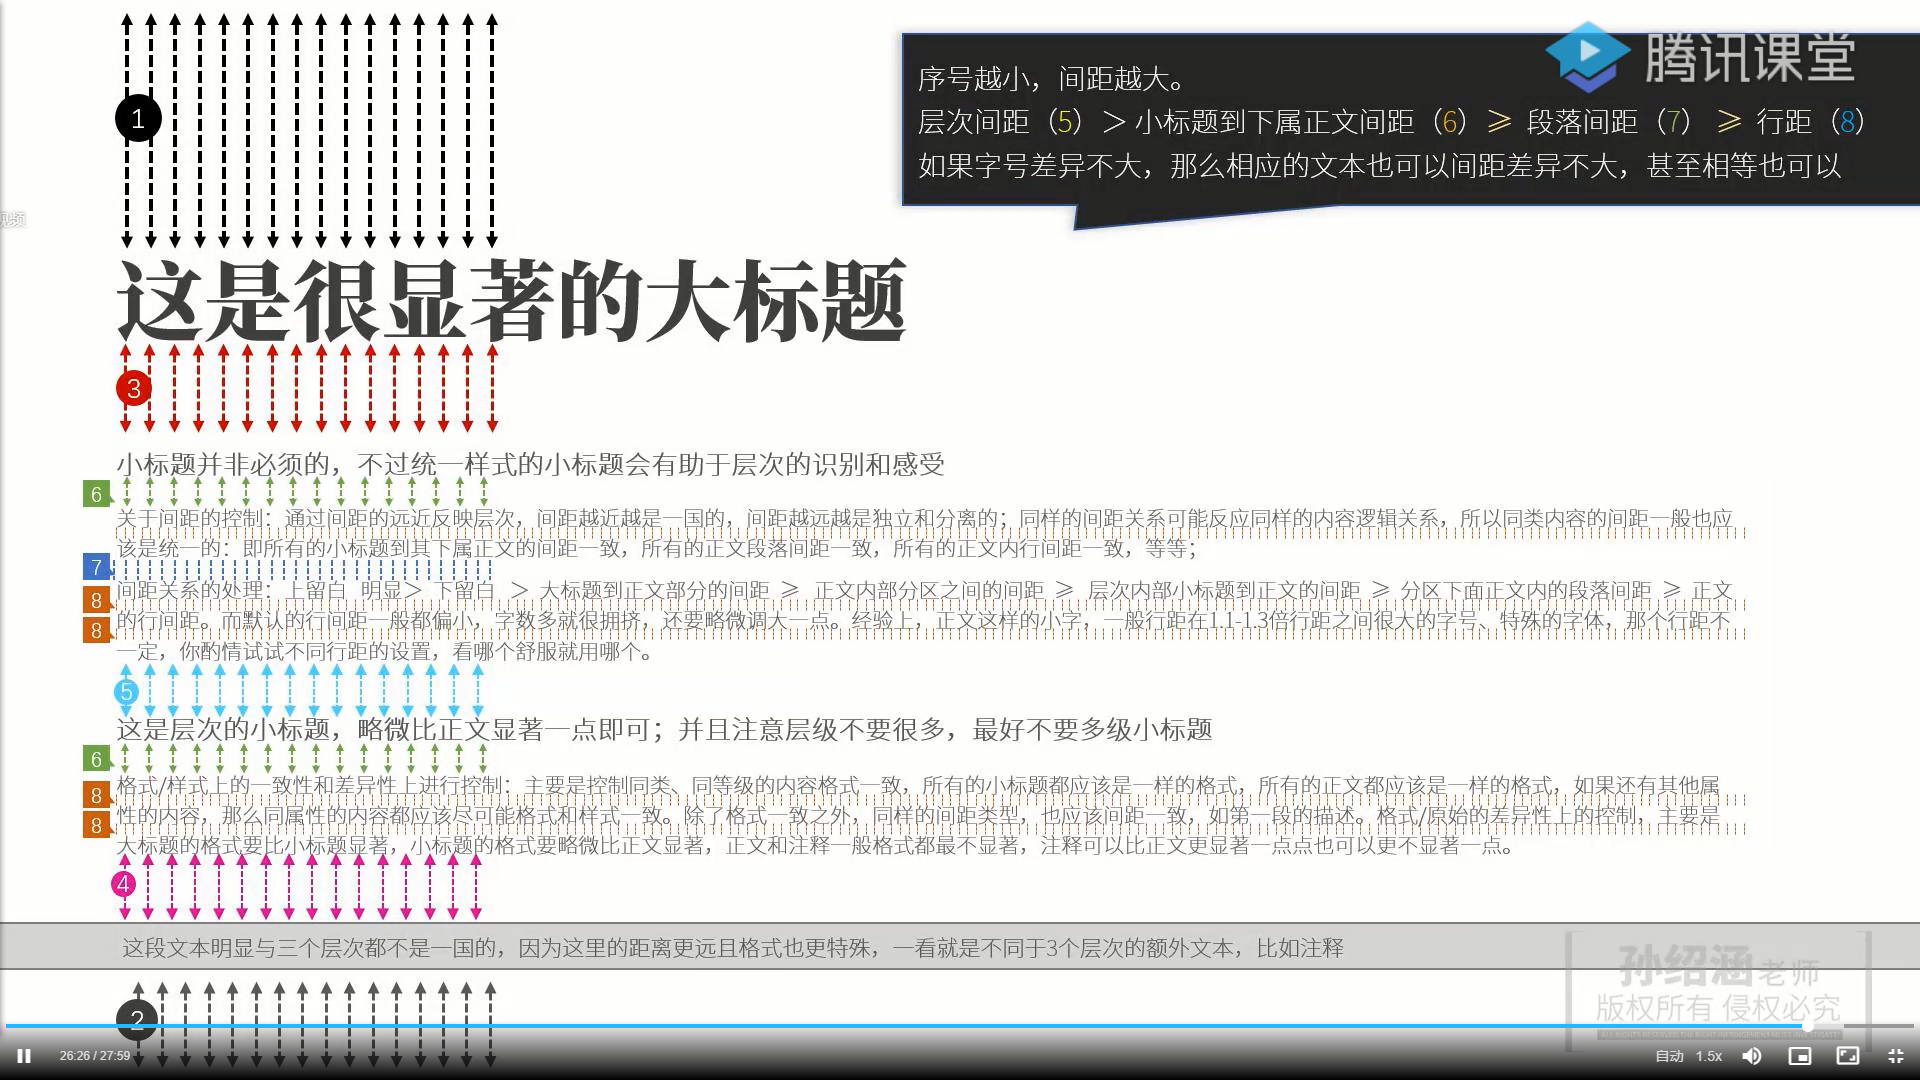 腾讯课堂
序号越小，间距越大。
层次间距（5）＞小标题到下属正文间距（6）≥ 段落间距（7） ≥ 行距（8）
如果字号差异不大，那么相应的文本也可以间距差异不大，甚至相等也可以
1
视频
这是很显著的大标题
3
小标题并非必须的，不过统一样式的小标题会有助于层次的识别和感受
6
关于间距的控制：通过间距的远近反映层次，间距越近越是一国的，间距越远越是独立和分离的；同样的间距关系可能反应同样的内容逻辑关系，所以同类内容的间距一般也应
该是统一的：即所有的小标题到其下属正文的间距一致，所有的正文段落间距一致，所有的正文内行间距一致，等等；
7
间距关系的处理：上留白 明显＞ 下留白 ＞ 大标题到正文部分的间距 ≥ 正文内部分区之间的间距 ≥ 层次内部小标题到正文的间距 ≥ 分区下面正文内的段落间距 ≥ 正文
8
的行间距。而默认的行间距一般都偏小，字数多就很拥挤，还要略微调大一点。经验上，正文这样的小字，一般行距在1.1-1.3倍行距之间很大的字号、特殊的字体，那个行距不
8
一定，你酌情试试不同行距的设置，看哪个舒服就用哪个。
5
这是层次的小标题，略微比正文显著一点即可；并且注意层级不要很多，最好不要多级小标题
6
格式/样式上的一致性和差异性上进行控制：主要是控制同类、同等级的内容格式一致，所有的小标题都应该是一样的格式，所有的正文都应该是一样的格式，如果还有其他属
8
性的内容，那么同属性的内容都应该尽可能格式和样式一致。除了格式一致之外，同样的间距类型，也应该间距一致，如第一段的描述。格式/原始的差异性上的控制，主要是
8
大标题的格式要比小标题显著，小标题的格式要略微比正文显著，正文和注释一般格式都最不显著，注释可以比正文更显著一点点也可以更不显著一点。
4
这段文本明显与三个层次都不是一国的，因为这里的距离更远且格式也更特殊，一看就是不同于3个层次的额外文本，比如注释
孙绍涵老师
版权所有 侵权必究
2
26:26 / 27:59
自动 1.5x